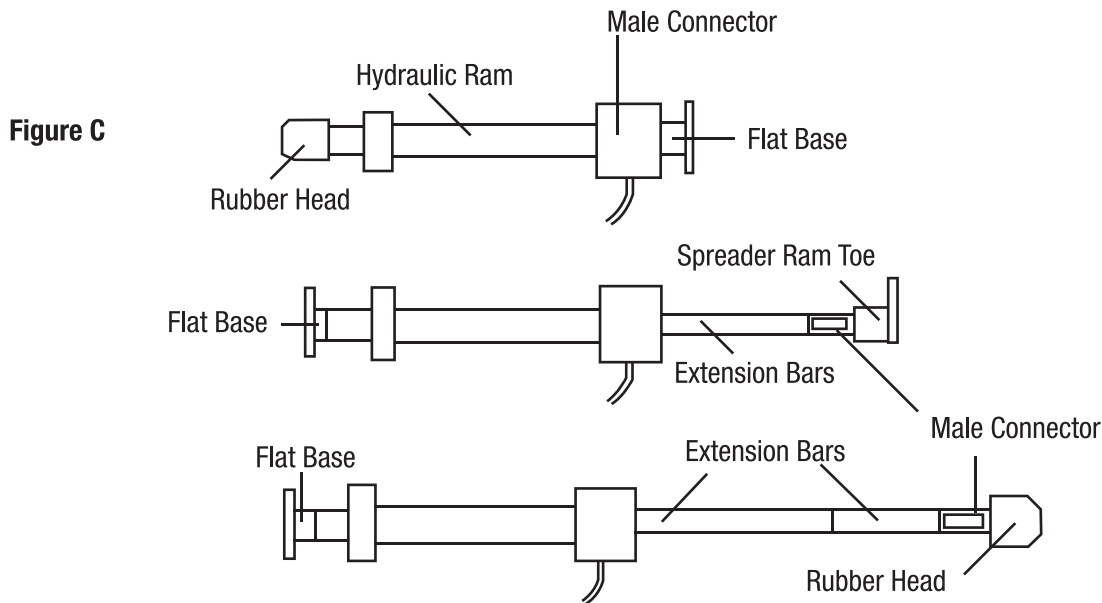 Male Connector
Hydraulic Ram
Figure C
Flat Base
Rubber Head
Spreader Ram Toe
Flat Base
Extension Bars
Male Connector
Flat Base
Extension Bars
Rubber Head